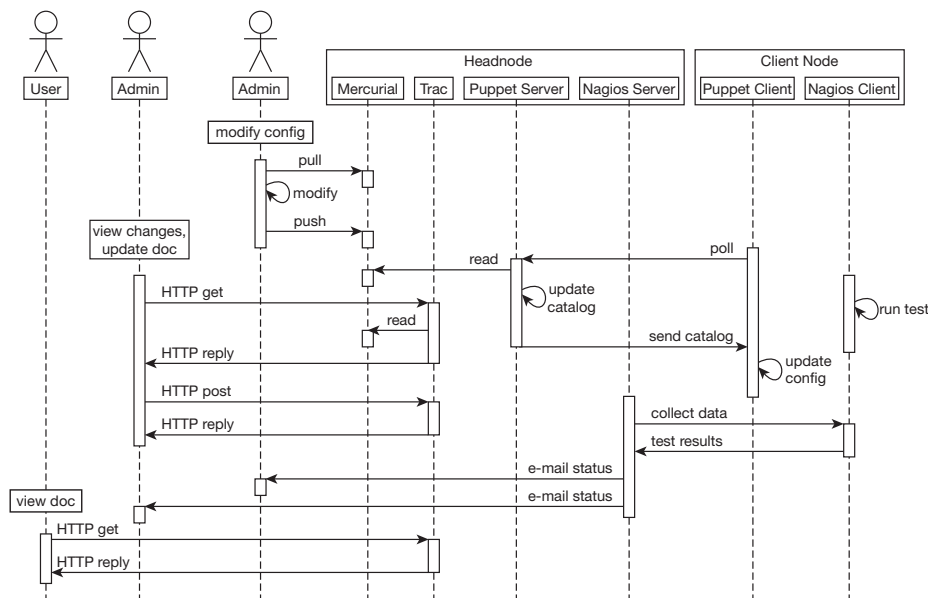 Headnode
Client Node
User
Admin
Admin
Mercurial
Trac
Puppet Server
Nagios Server
Puppet Client
Nagios Client
modify config
pull
modify
push
view changes,
update doc
poll
read
HTTP get
update
catalog
run test
read
send catalog
HTTP reply
update
config
HTTP post
collect data
HTTP reply
test results
e-mail status
view doc
e-mail status
HTTP get
HTTP reply